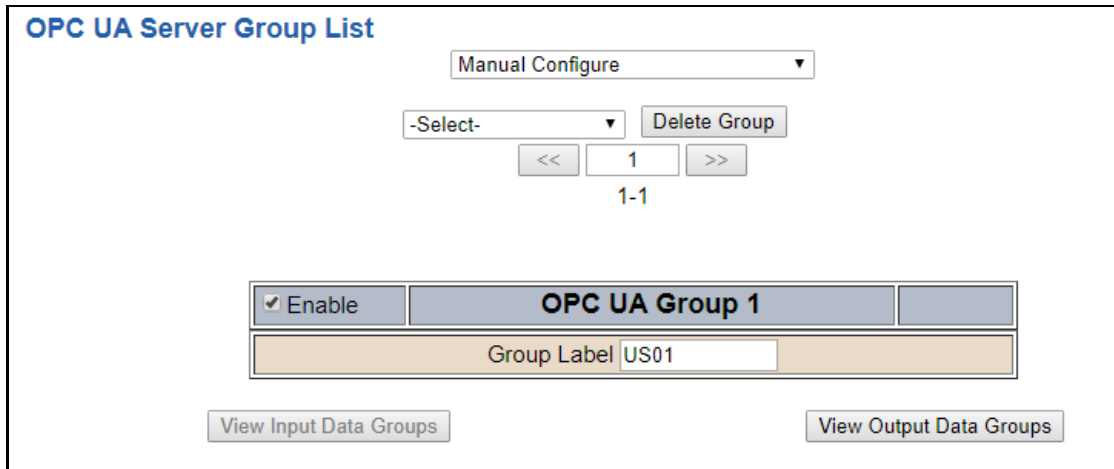 OPC UA Server Group List
Manual Configure
-Select- Delete Group
<< 1 >>
1-1
Enable OPC UA Group 1
Group Label US01
View Input Data Groups View Output Data Groups